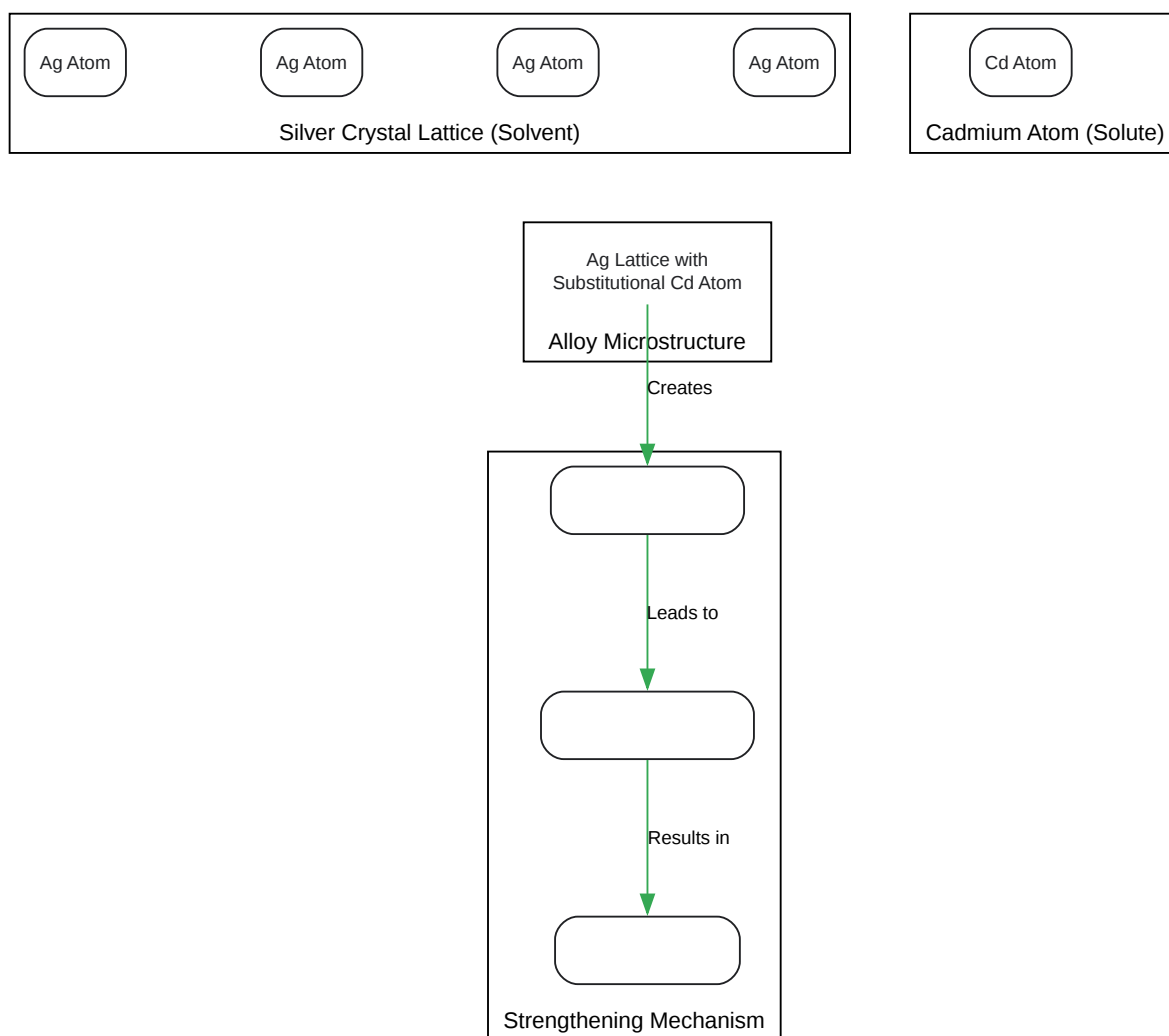 Ag Atom
Ag Atom
Ag Atom
Ag Atom
Silver Crystal Lattice (Solvent)
Cd Atom
Cadmium Atom (Solute)
Ag Lattice with
Substitutional Cd Atom
Alloy Microstructure
Creates
Leads to
Results in
Strengthening Mechanism